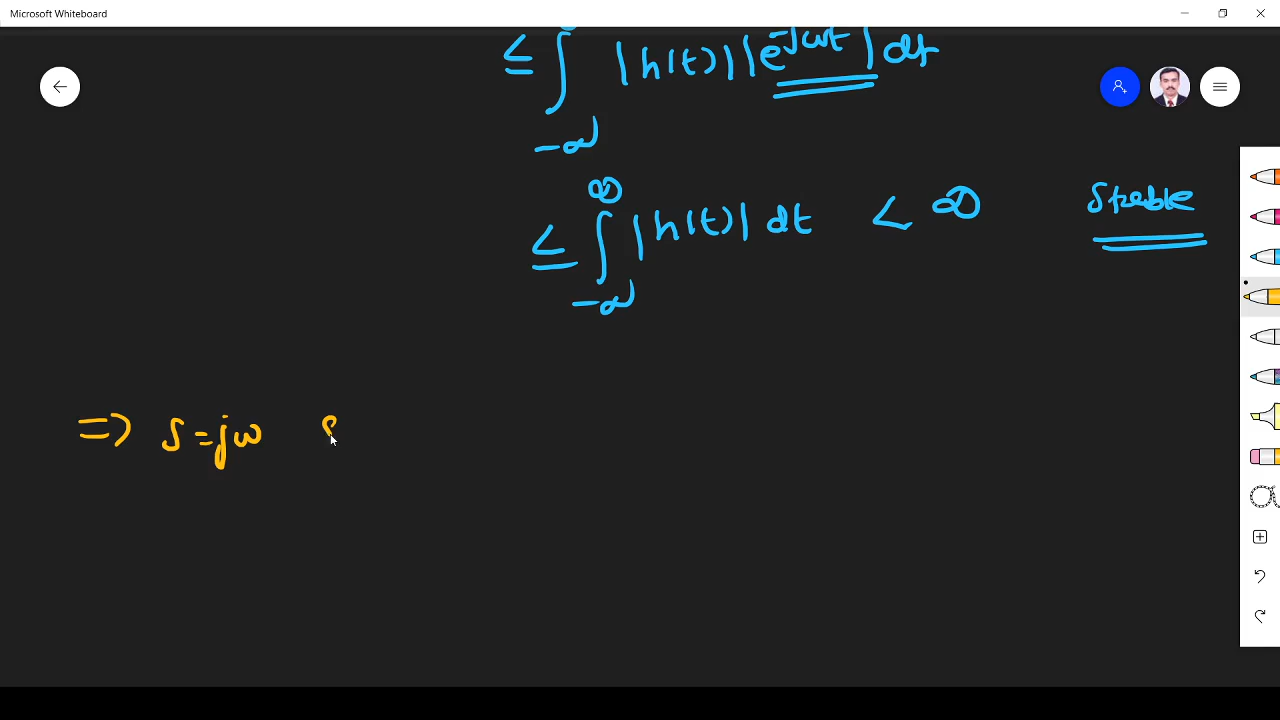 Microsoft Whiteboard
≤ ∫ |h(t)| |e^{-jωt}| dt
-∞
∞
≤ ∫ |h(t)| dt < ∞ Stable
-∞
⇒ s=jω